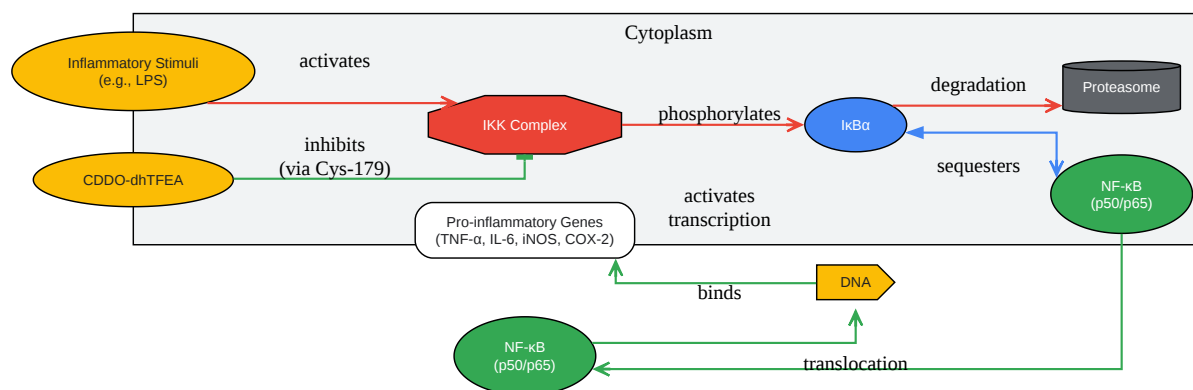 Cytoplasm
Inflammatory Stimuli
(e.g., LPS)
activates
degradation
Proteasome
IKK Complex
phosphorylates
IκBα
inhibits
(via Cys-179)
sequesters
CDDO-dhTFEA
NF-κB
(p50/p65)
activates
transcription
Pro-inflammatory Genes
(TNF-α, IL-6, iNOS, COX-2)
DNA
binds
NF-κB
(p50/p65)
translocation